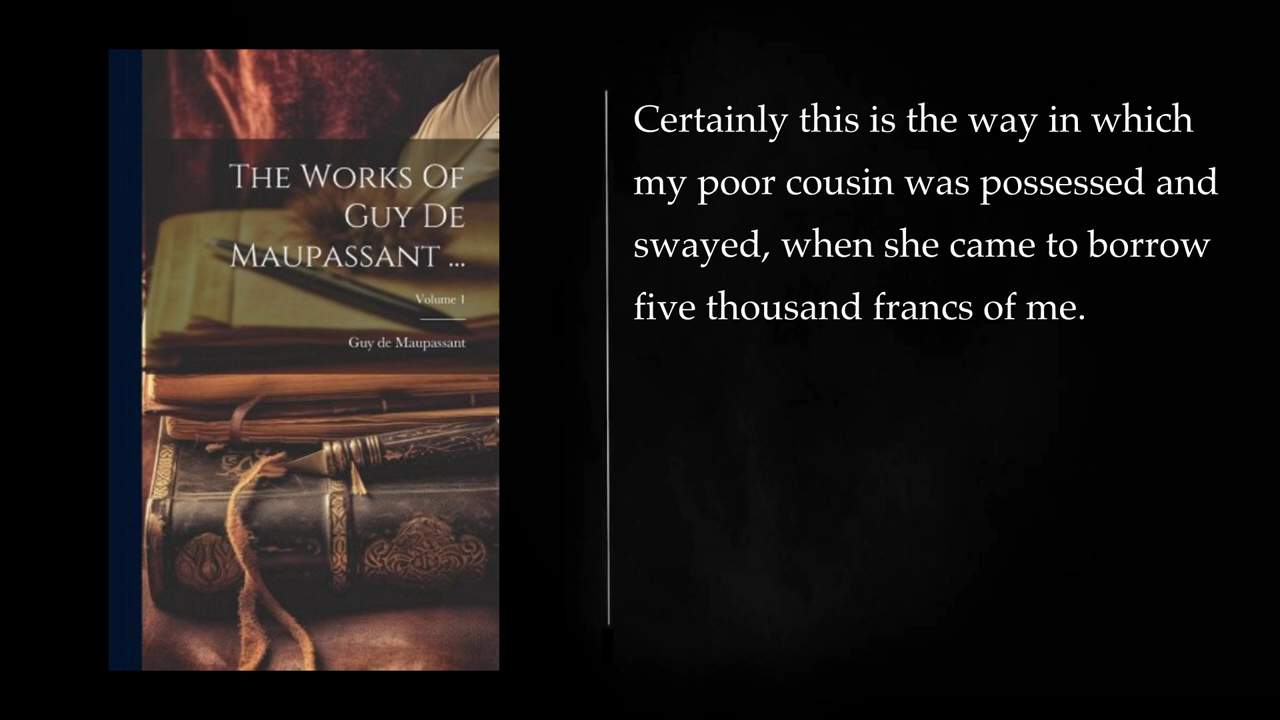 The Works Of
Guy De
Maupassant ...
Volume 1
Guy de Maupassant
Certainly this is the way in which
my poor cousin was possessed and
swayed, when she came to borrow
five thousand francs of me.